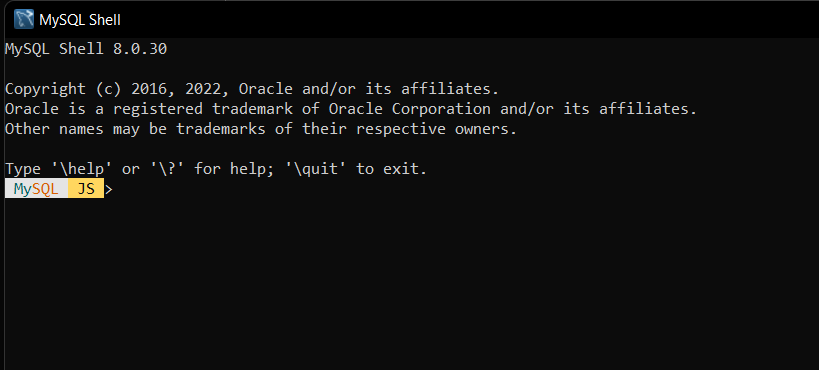 MySQL Shell
MySQL Shell 8.0.30
Copyright (c) 2016, 2022, Oracle and/or its affiliates.
Oracle is a registered trademark of Oracle Corporation and/or its affiliates.
Other names may be trademarks of their respective owners.
Type '\help' or '\?' for help; '\quit' to exit.
MySQL JS >